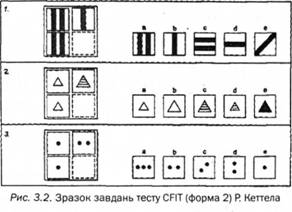 1.
a b c d e
2.
a b c d e
3.
a b c d e
Рис. 3.2. Зразок завдань тесту CFIT (форма 2) Р. Кеттела